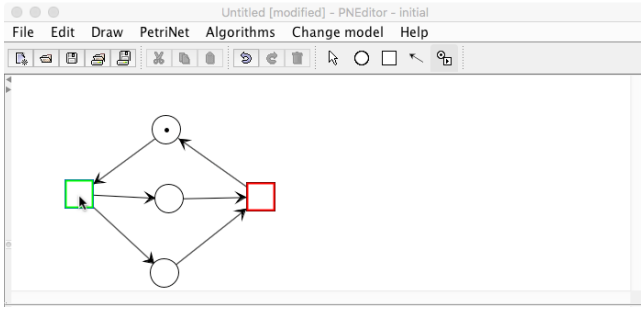 Untitled [modified] - PNEditor - initial
File Edit Draw PetriNet Algorithms Change model Help